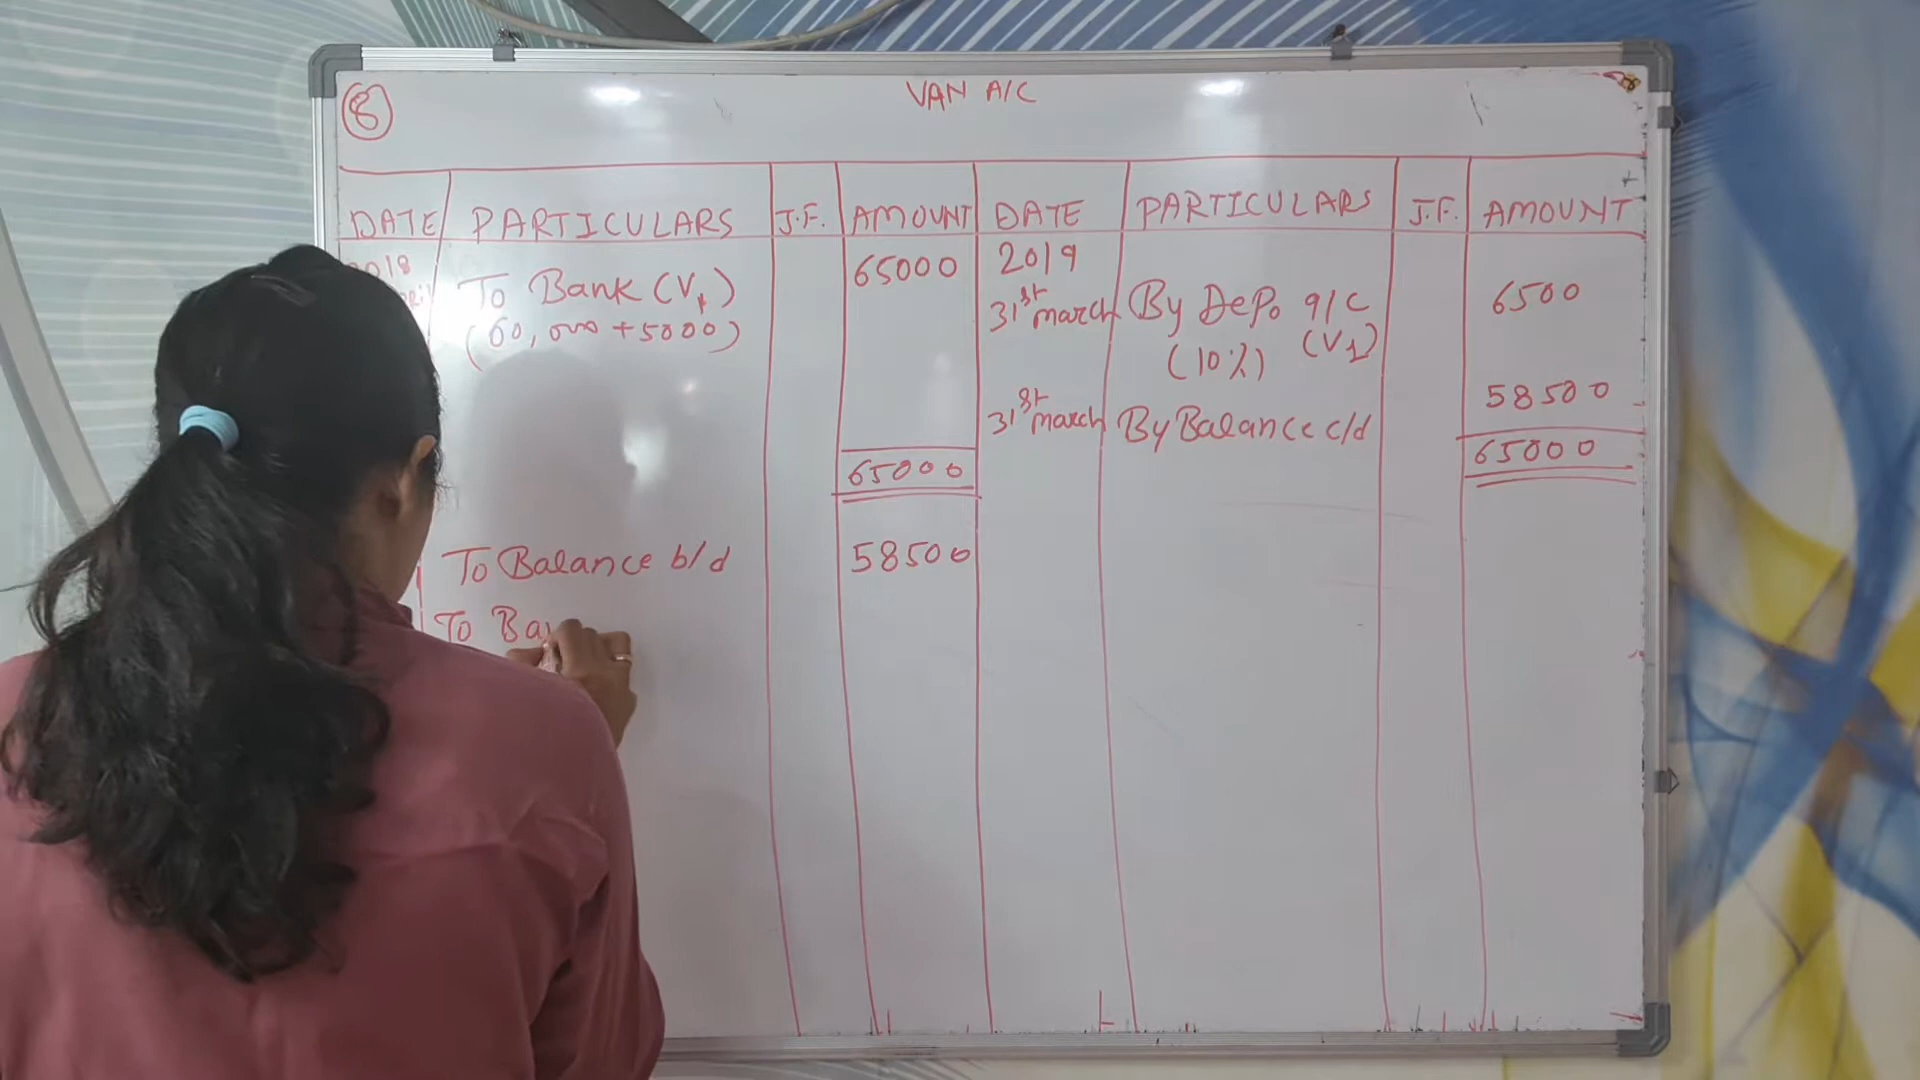 8
VAN A/C
DATE PARTICULARS J.F. AMOUNT DATE PARTICULARS J.F. AMOUNT
To Bank (V1) 65000 2019
(60,000 + 5000) 31st march By Depo a/c 6500
(10%) (V1)
31st march By Balance c/d 58500
65000 65000
To Balance b/d 58500
To